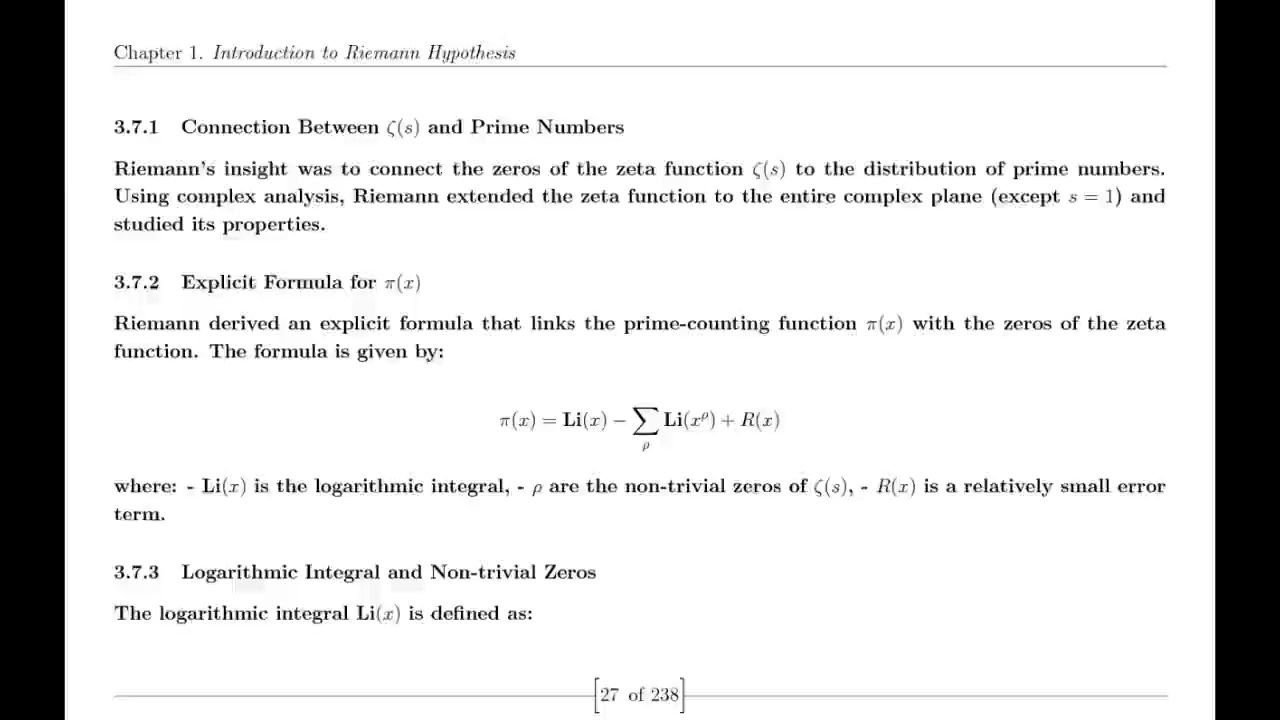 Chapter 1. Introduction to Riemann Hypothesis
3.7.1 Connection Between ζ(s) and Prime Numbers
Riemann's insight was to connect the zeros of the zeta function ζ(s) to the distribution of prime numbers.
Using complex analysis, Riemann extended the zeta function to the entire complex plane (except s = 1) and
studied its properties.
3.7.2 Explicit Formula for π(x)
Riemann derived an explicit formula that links the prime-counting function π(x) with the zeros of the zeta
function. The formula is given by:
π(x) = Li(x) − ∑ρ Li(x^ρ) + R(x)
where: - Li(x) is the logarithmic integral, - ρ are the non-trivial zeros of ζ(s), - R(x) is a relatively small error
term.
3.7.3 Logarithmic Integral and Non-trivial Zeros
The logarithmic integral Li(x) is defined as:
[27 of 238]